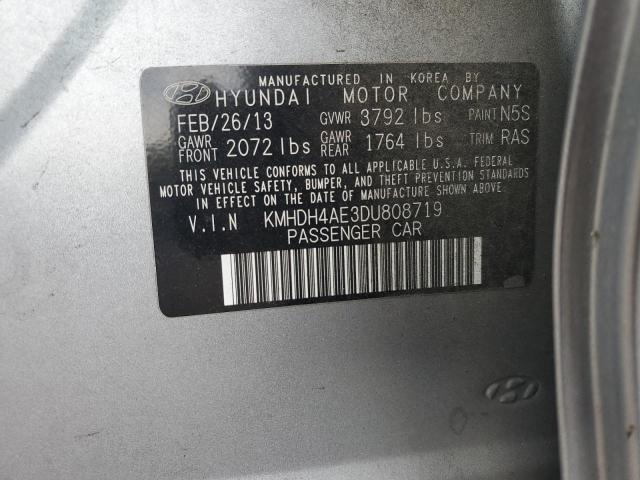 MANUFACTURED IN KOREA BY
HYUNDAI MOTOR COMPANY
FEB/26/13 GVWR 3792 lbs PAINT N5S
GAWR FRONT 2072 lbs GAWR REAR 1764 lbs TRIM RAS
THIS VEHICLE CONFORMS TO ALL APPLICABLE U.S.A. FEDERAL
MOTOR VEHICLE SAFETY, BUMPER, AND THEFT PREVENTION STANDARDS
IN EFFECT ON THE DATE OF MANUFACTURE SHOWN ABOVE.
V.I.N KMHDH4AE3DU808719
PASSENGER CAR